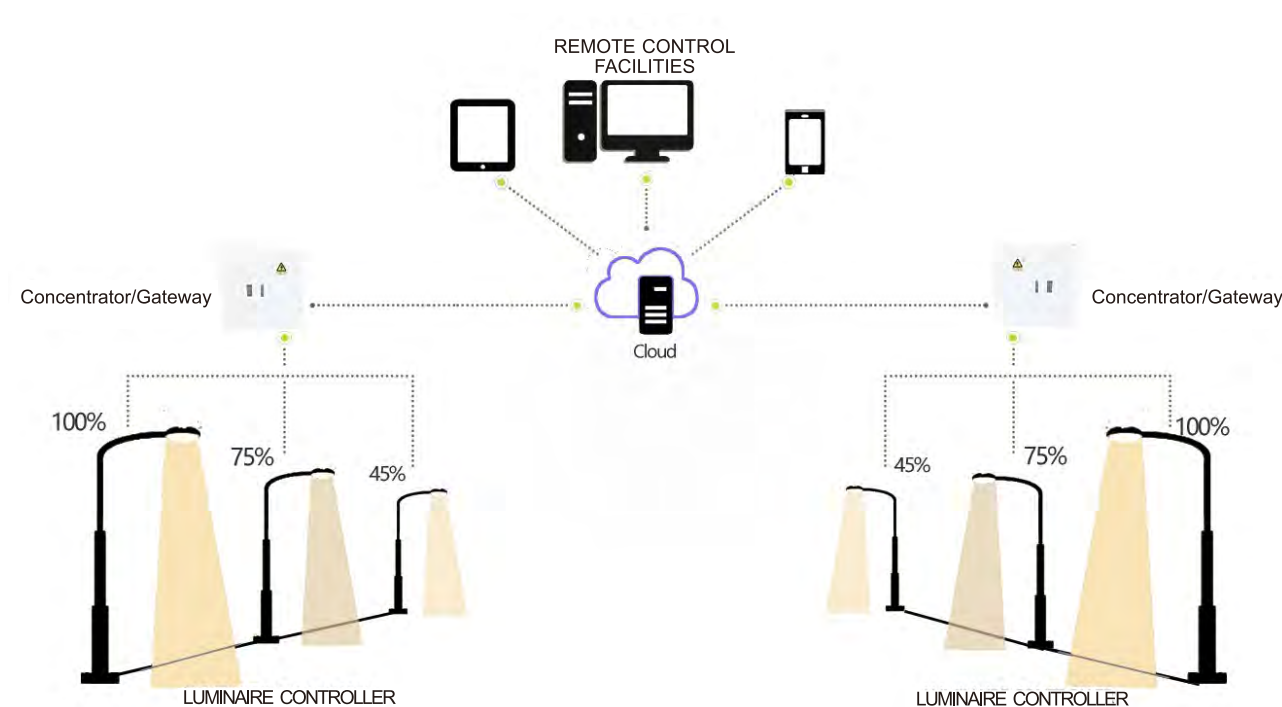 REMOTE CONTROL
FACILITIES
Concentrator/Gateway
Concentrator/Gateway
Cloud
100%
75%
45%
45%
75%
100%
LUMINAIRE CONTROLLER
LUMINAIRE CONTROLLER